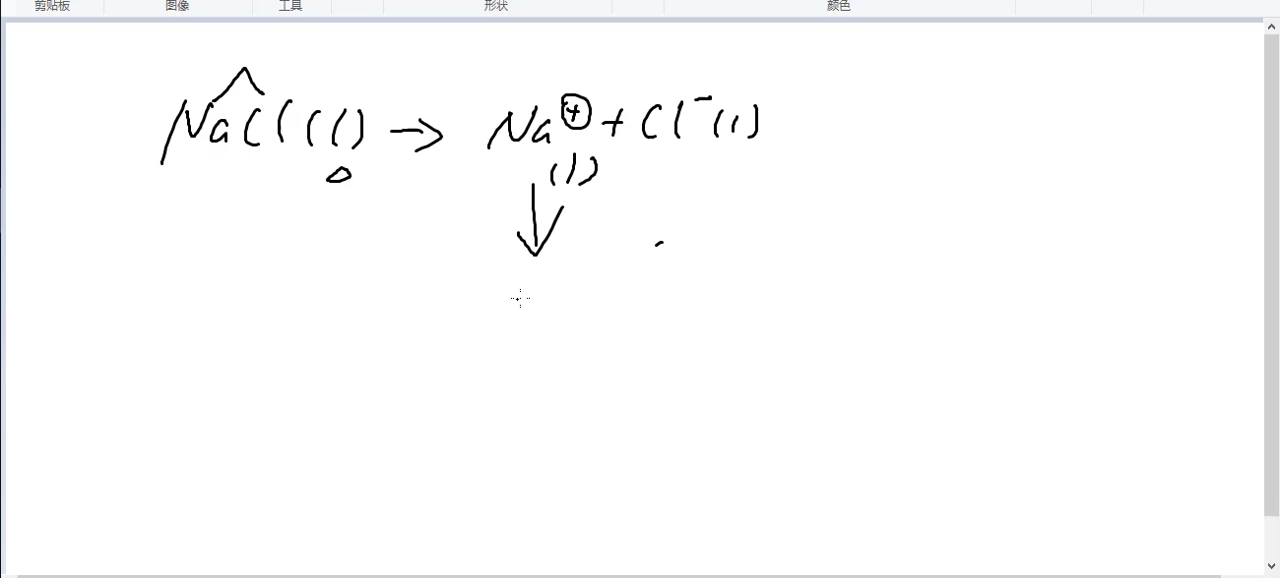 剪贴板 图像 工具 形状 颜色
NaCl(l) → Na⁺ + Cl⁻(l)
(l)